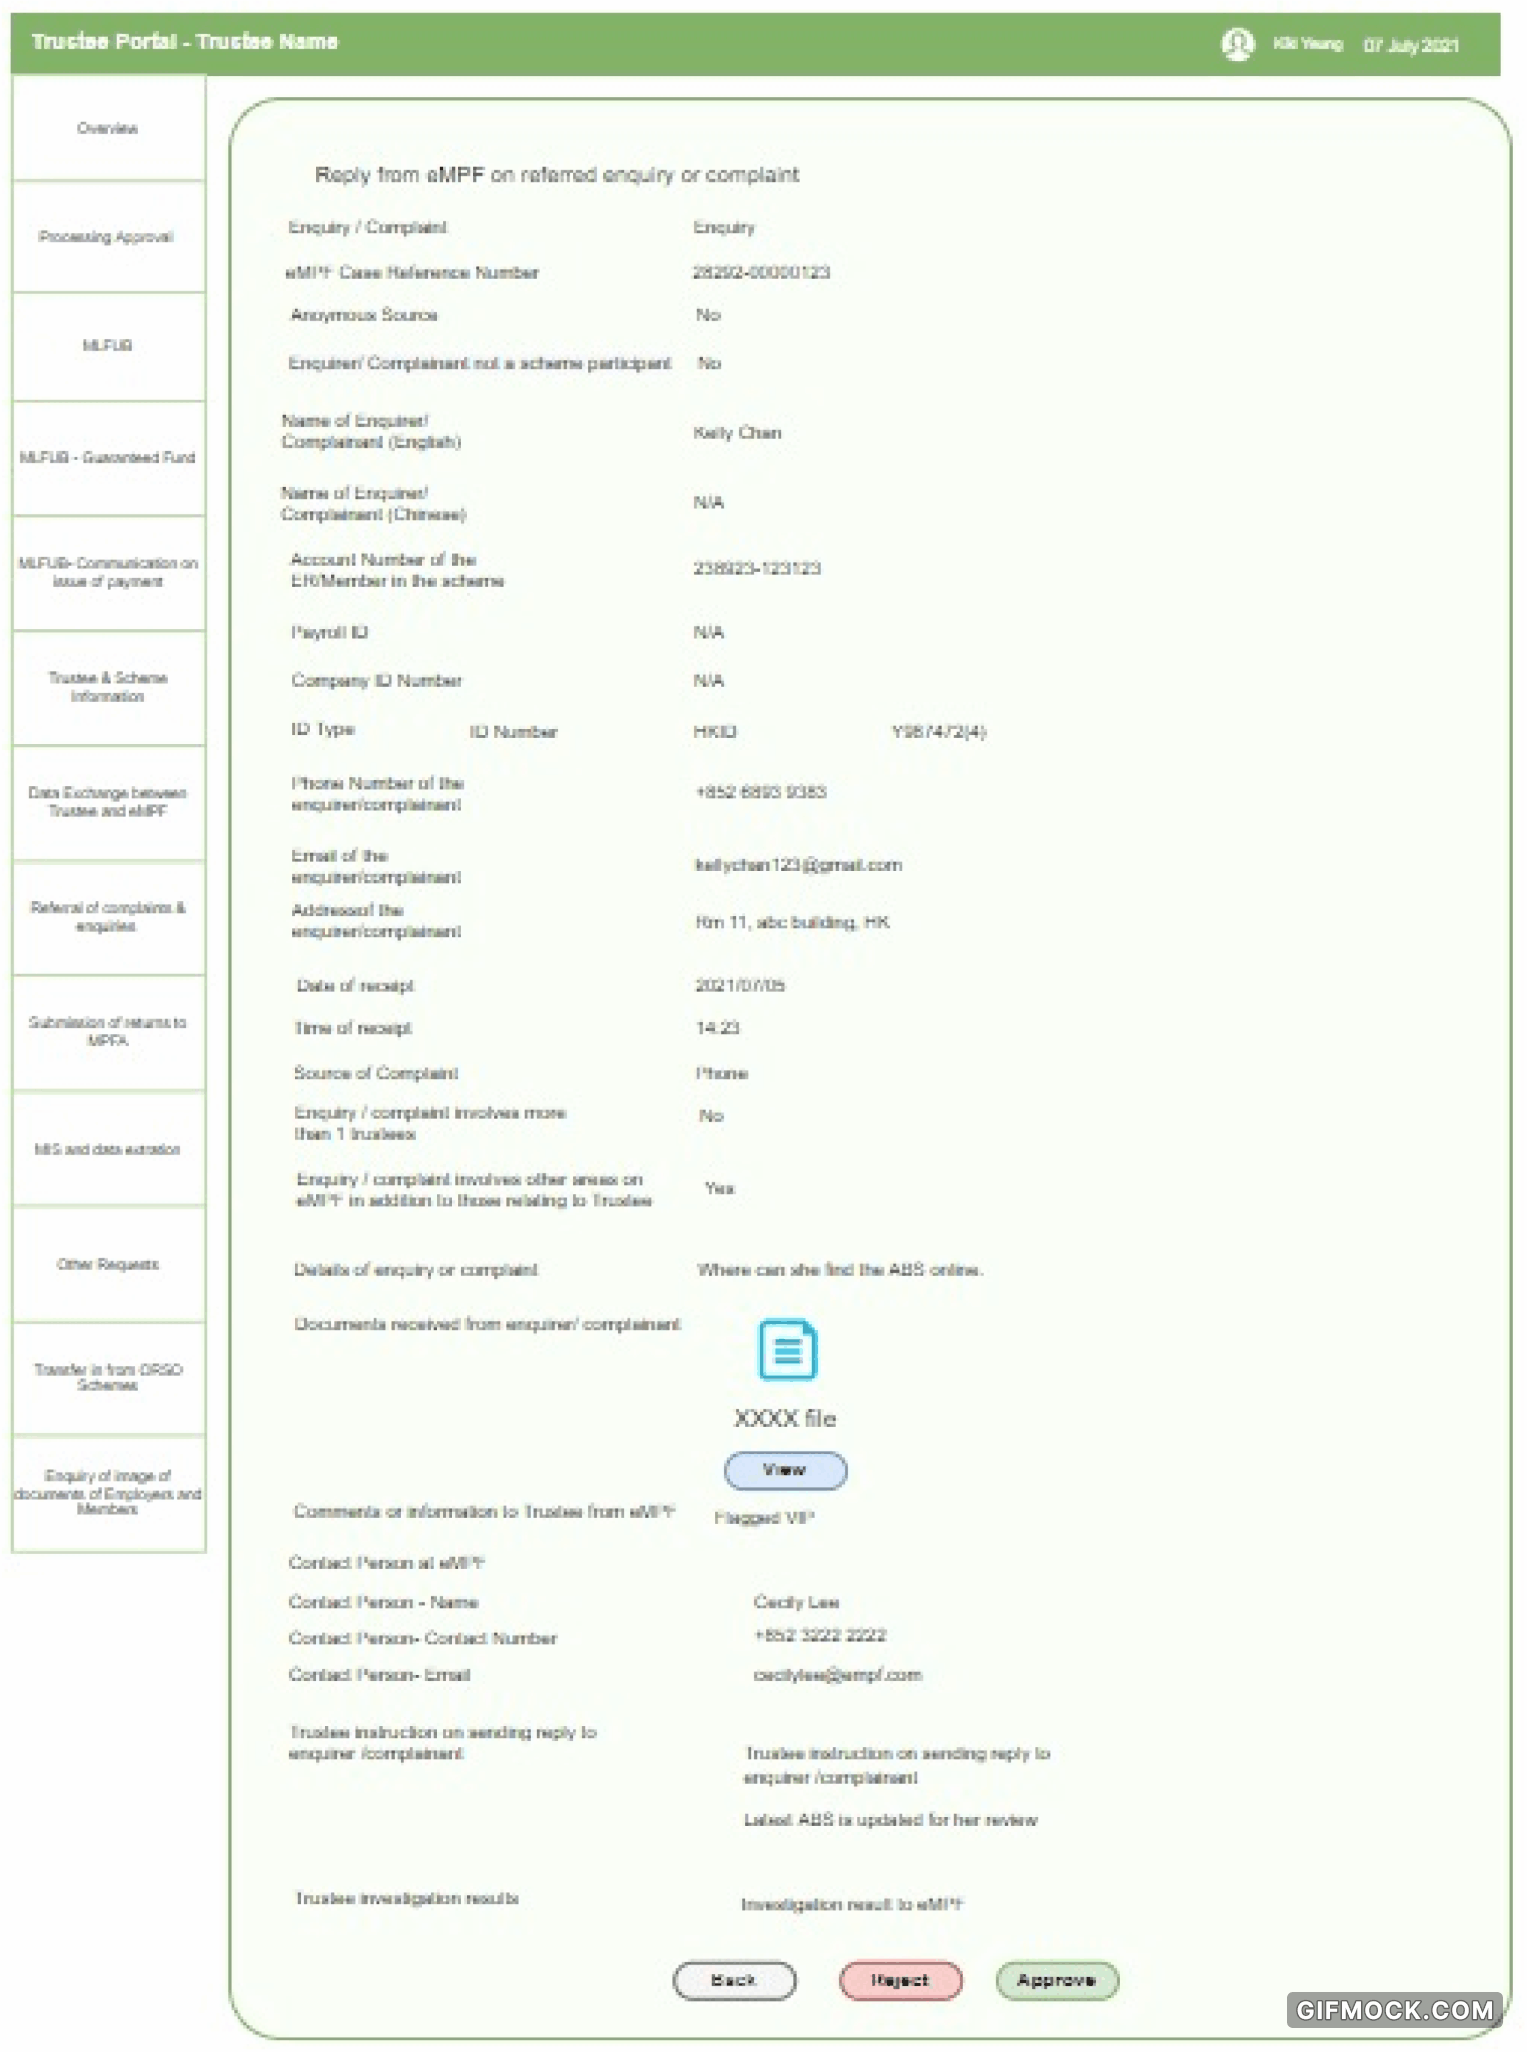 Trustee Portal - Trustee Name
Kiki Yeung 07 July 2021
Overview
Processing Approval
MLFUB
MLFUB - Guaranteed Fund
MLFUB- Communication on
issue of payment
Trustee & Scheme
Information
Data Exchange between
Trustee and eMPF
Referral of complaints &
enquiries
Submission of returns to
MPFA
MIS and data extration
Other Requests
Transfer in from ORSO
Schemes
Enquiry of image of
documents of Employers and
Members
Reply from eMPF on referred enquiry or complaint
Enquiry / Complaint Enquiry
eMPF Case Reference Number 28292-00000123
Anoymous Source No
Enquirer/ Complainant not a scheme participant No
Name of Enquirer/
Complainant (English) Kelly Chan
Name of Enquirer/
Complainant (Chinese) N/A
Account Number of the
ER/Member in the scheme 238923-123123
Payroll ID N/A
Company ID Number N/A
ID Type ID Number HKID Y987472(4)
Phone Number of the
enquirer/complainant +852 6893 9383
Email of the
enquirer/complainant kellychan123@gmail.com
Addressof the
enquirer/complainant Rm 11, abc building, HK
Date of receipt 2021/07/05
Time of receipt 14:23
Source of Complaint Phone
Enquiry / complaint involves more
than 1 trustees No
Enquiry / complaint involves other areas on
eMPF in addition to those relating to Trustee Yes
Details of enquiry or complaint Where can she find the ABS online.
Documents received from enquirer/ complainant
XXXX file
View
Comments or information to Trustee from eMPF Flagged VIP
Contact Person at eMPF
Contact Person - Name Cecily Lee
Contact Person- Contact Number +852 3222 2222
Contact Person- Email cecilylee@empf.com
Trustee instruction on sending reply to
enquirer /complainant
Trustee instruction on sending reply to
enquirer /complainant
Latest ABS is updated for her review
Trustee investigation results Investigation result to eMPF
Back Reject Approve
GIFMOCK.COM